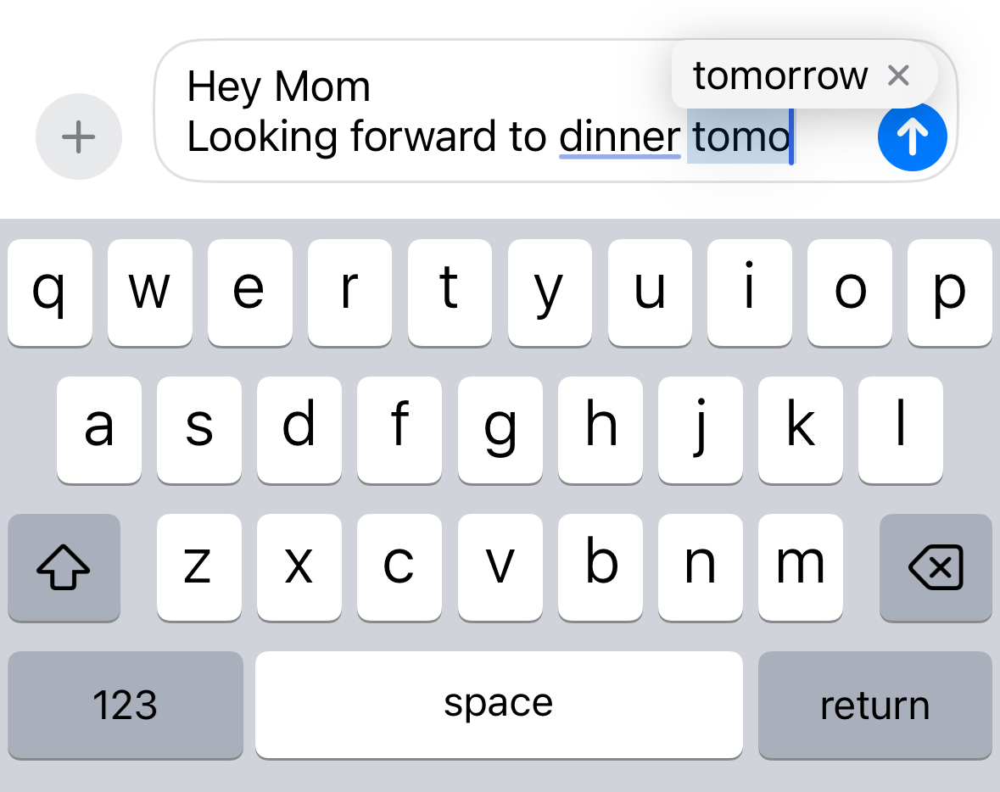 Hey Mom
tomorrow
Looking forward to dinner tomo
q w e r t y u i o p
a s d f g h j k l
z x c v b n m
123 space return